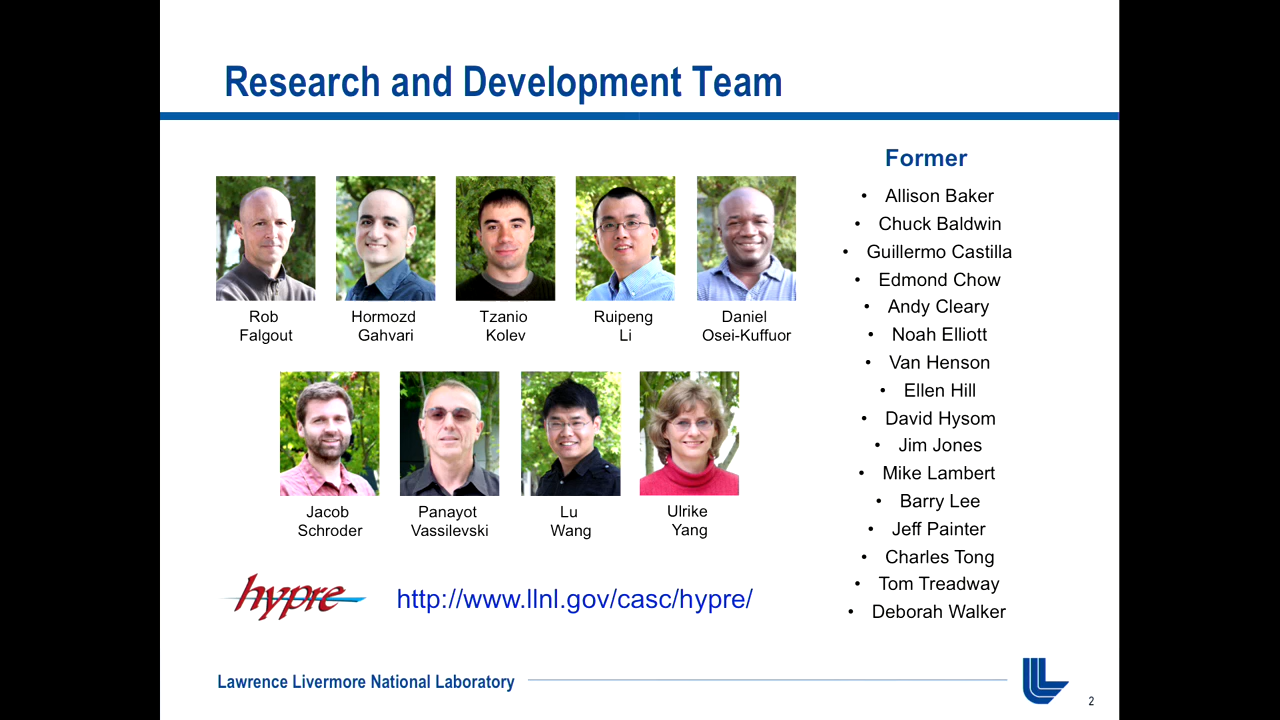 Research and Development Team
Rob
Falgout
Hormozd
Gahvari
Tzanio
Kolev
Ruipeng
Li
Daniel
Osei-Kuffuor
Jacob
Schroder
Panayot
Vassilevski
Lu
Wang
Ulrike
Yang
hypre
http://www.llnl.gov/casc/hypre/
Former
• Allison Baker
• Chuck Baldwin
• Guillermo Castilla
• Edmond Chow
• Andy Cleary
• Noah Elliott
• Van Henson
• Ellen Hill
• David Hysom
• Jim Jones
• Mike Lambert
• Barry Lee
• Jeff Painter
• Charles Tong
• Tom Treadway
• Deborah Walker
Lawrence Livermore National Laboratory
2